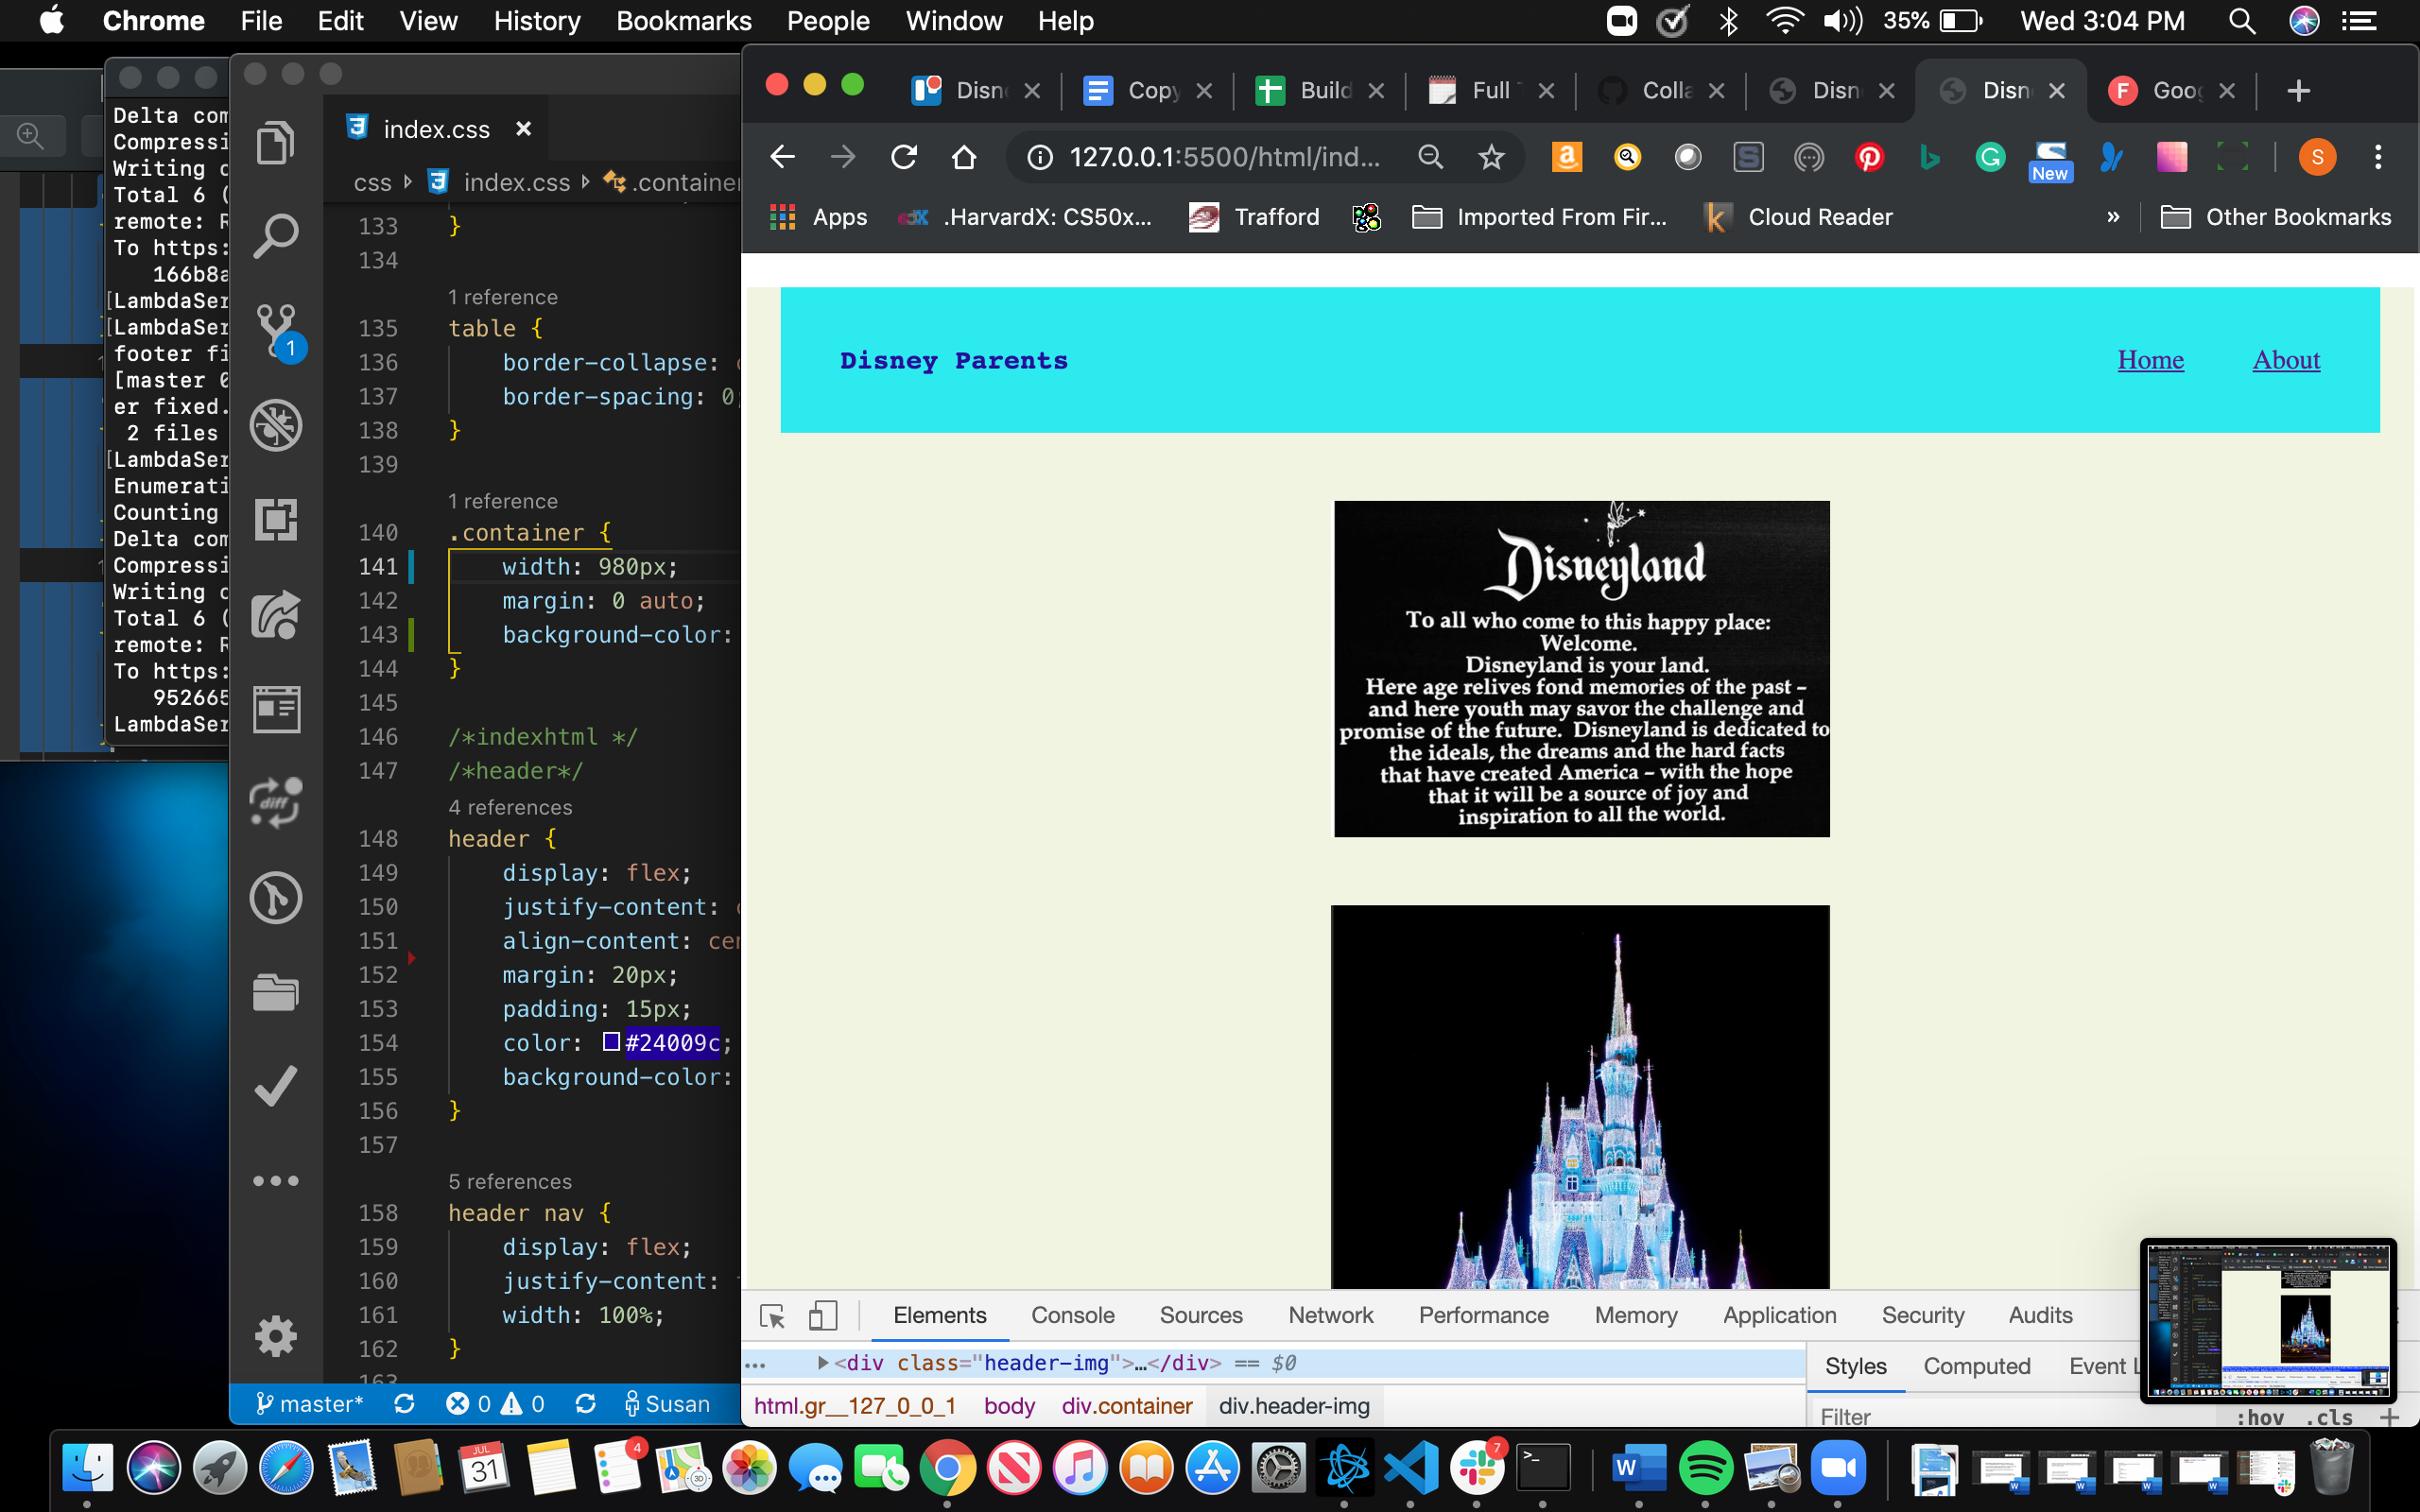 Chrome File Edit View History Bookmarks People Window Help 35% Wed 3:04 PM
Delta com
Compressi
Writing o
Total 6 (
remote: R
To https:
166b8a
[LambdaSer
[LambdaSer
footer fi
[master 0
er fixed.
2 files
[LambdaSer
Enumerati
Counting
Delta com
Compressi
Writing o
Total 6 (
remote: R
To https:
952665
LambdaSer
index.css
css index.css .container
133 }
134
1 reference
135 table {
136 border-collapse:
137 border-spacing: 0;
138 }
139
1 reference
140 .container {
141 width: 980px;
142 margin: 0 auto;
143 background-color:
144 }
145
146 /*indexhtml */
147 /*header*/
4 references
148 header {
149 display: flex;
150 justify-content:
151 align-content: cen
152 margin: 20px;
153 padding: 15px;
154 color: #24009c;
155 background-color:
156 }
157
5 references
158 header nav {
159 display: flex;
160 justify-content:
161 width: 100%;
162 }
163
1
master* 0 0 Susan
Disn Copy Build Full Colla Disn Disn Goog
127.0.0.1:5500/html/ind...
New
S
Apps .HarvardX: CS50x... Trafford Imported From Fir... Cloud Reader » Other Bookmarks
Disney Parents Home About
Disneyland
To all who come to this happy place:
Welcome.
Disneyland is your land.
Here age relives fond memories of the past –
and here youth may savor the challenge and
promise of the future. Disneyland is dedicated to
the ideals, the dreams and the hard facts
that have created America – with the hope
that it will be a source of joy and
inspiration to all the world.
Elements Console Sources Network Performance Memory Application Security Audits
<div class="header-img">…</div> == $0
html.gr__127_0_0_1 body div.container div.header-img
Styles Computed Event L
Filter :hov .cls +
JUL
31
4
7